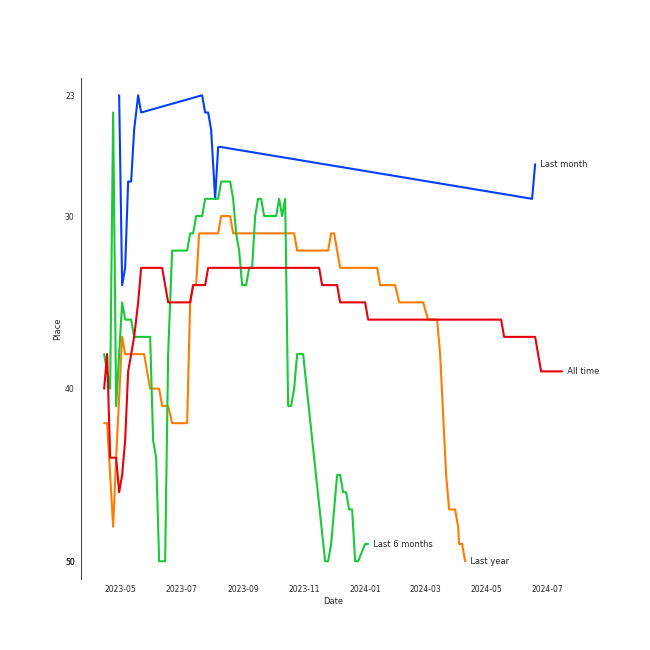 23
Last month
30
Place
All time
40
Last 6 months
Last year
50
2023-05 2023-07 2023-09 2023-11 2024-01 2024-03 2024-05 2024-07
Date